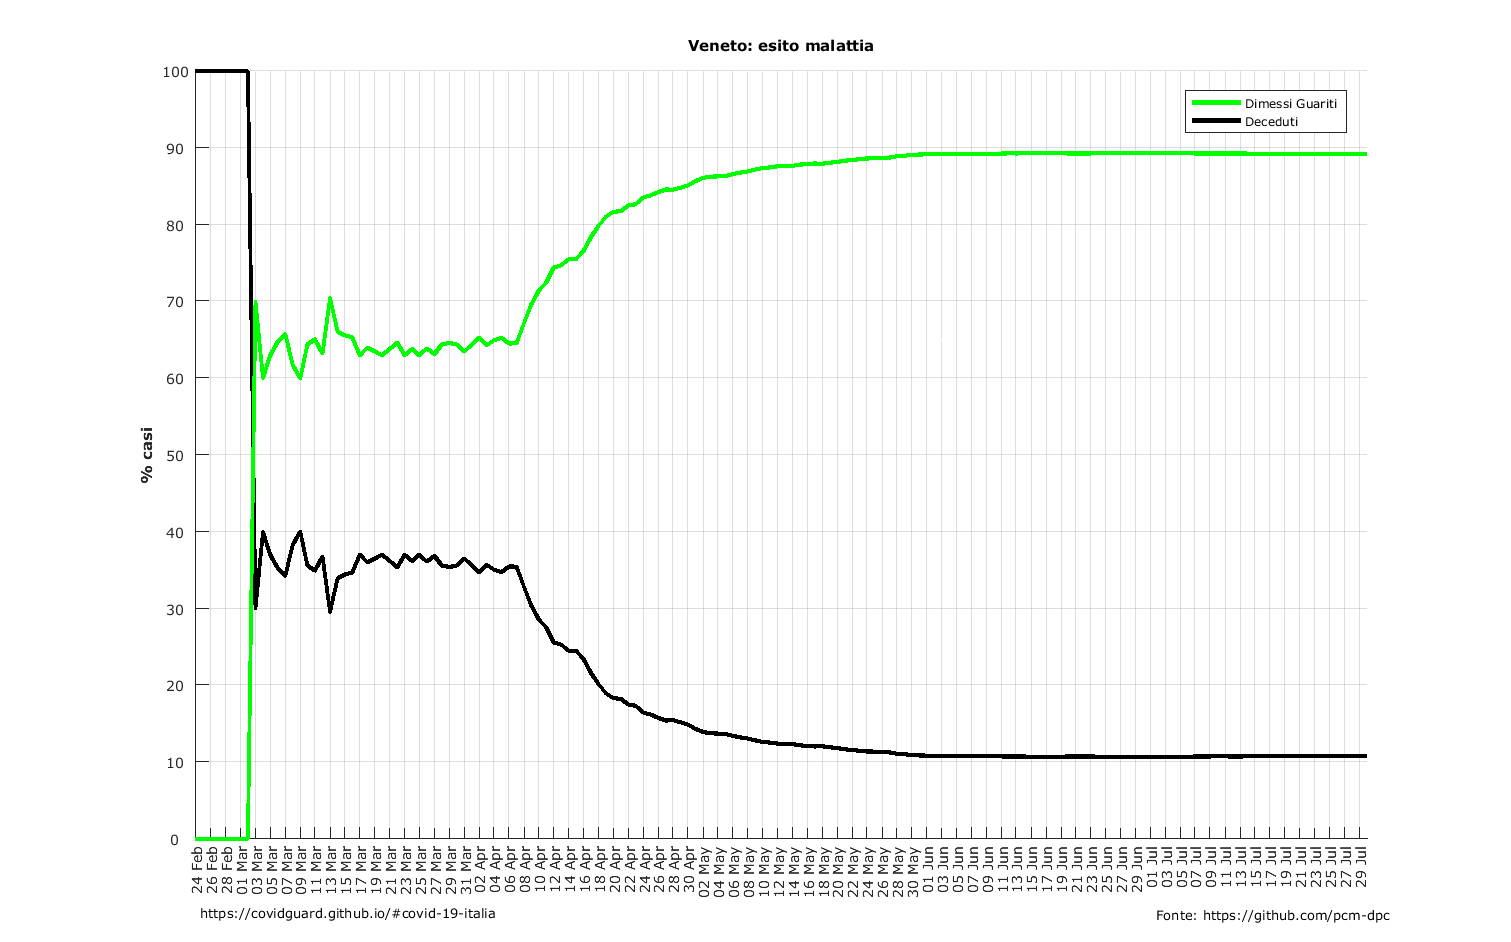 Veneto: esito malattia
Dimessi Guariti
Deceduti
% casi
100
90
80
70
60
50
40
30
20
10
0
24 Feb
26 Feb
28 Feb
01 Mar
03 Mar
05 Mar
07 Mar
09 Mar
11 Mar
13 Mar
15 Mar
17 Mar
19 Mar
21 Mar
23 Mar
25 Mar
27 Mar
29 Mar
31 Mar
02 Apr
04 Apr
06 Apr
08 Apr
10 Apr
12 Apr
14 Apr
16 Apr
18 Apr
20 Apr
22 Apr
24 Apr
26 Apr
28 Apr
30 Apr
02 May
04 May
06 May
08 May
10 May
12 May
14 May
16 May
18 May
20 May
22 May
24 May
26 May
28 May
30 May
01 Jun
03 Jun
05 Jun
07 Jun
09 Jun
11 Jun
13 Jun
15 Jun
17 Jun
19 Jun
21 Jun
23 Jun
25 Jun
27 Jun
29 Jun
01 Jul
03 Jul
05 Jul
07 Jul
09 Jul
11 Jul
13 Jul
15 Jul
17 Jul
19 Jul
21 Jul
23 Jul
25 Jul
27 Jul
29 Jul
https://covidguard.github.io/#covid-19-italia
Fonte: https://github.com/pcm-dpc